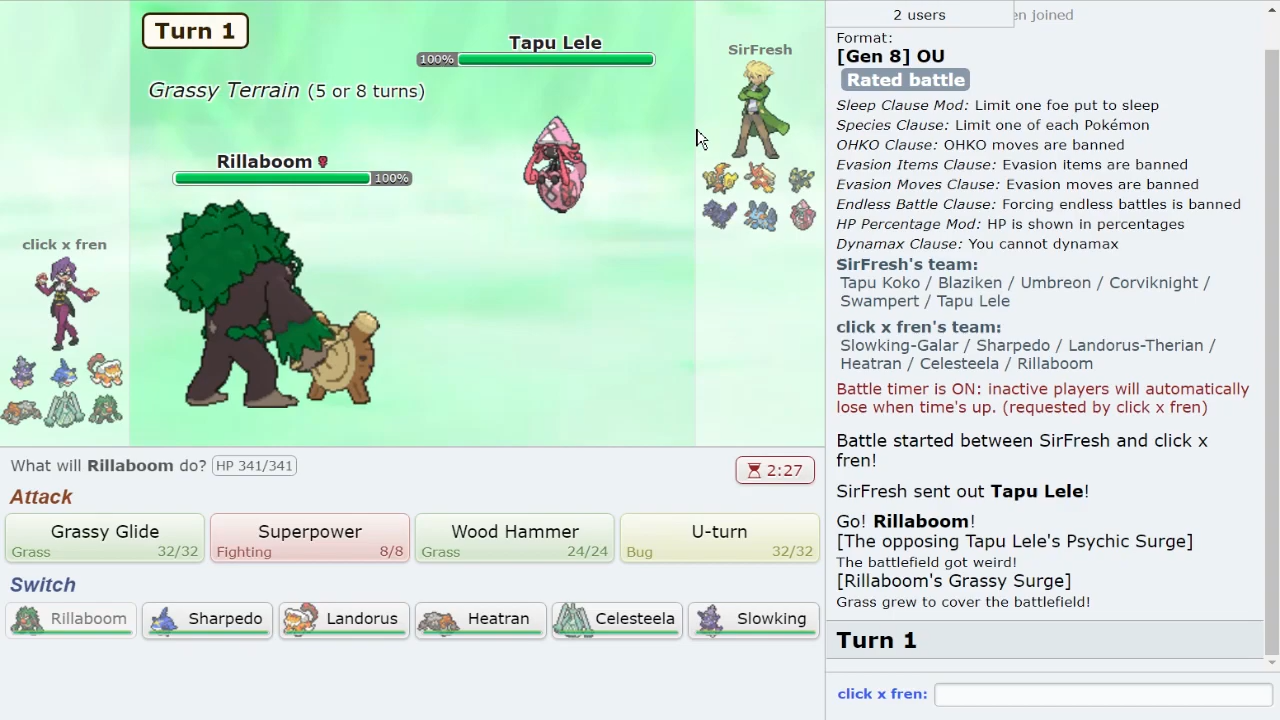 Turn 1
Tapu Lele
100%
Grassy Terrain (5 or 8 turns)
Rillaboom
100%
SirFresh
click x fren
What will Rillaboom do? HP 341/341
2:27
Attack
Grassy Glide
Grass 32/32
Superpower
Fighting 8/8
Wood Hammer
Grass 24/24
U-turn
Bug 32/32
Switch
Rillaboom
Sharpedo
Landorus
Heatran
Celesteela
Slowking
2 users
en joined
Format:
[Gen 8] OU
Rated battle
Sleep Clause Mod: Limit one foe put to sleep
Species Clause: Limit one of each Pokémon
OHKO Clause: OHKO moves are banned
Evasion Items Clause: Evasion items are banned
Evasion Moves Clause: Evasion moves are banned
Endless Battle Clause: Forcing endless battles is banned
HP Percentage Mod: HP is shown in percentages
Dynamax Clause: You cannot dynamax
SirFresh's team:
Tapu Koko / Blaziken / Umbreon / Corviknight /
Swampert / Tapu Lele
click x fren's team:
Slowking-Galar / Sharpedo / Landorus-Therian /
Heatran / Celesteela / Rillaboom
Battle timer is ON: inactive players will automatically
lose when time's up. (requested by click x fren)
Battle started between SirFresh and click x
fren!
SirFresh sent out Tapu Lele!
Go! Rillaboom!
[The opposing Tapu Lele's Psychic Surge]
The battlefield got weird!
[Rillaboom's Grassy Surge]
Grass grew to cover the battlefield!
Turn 1
click x fren: